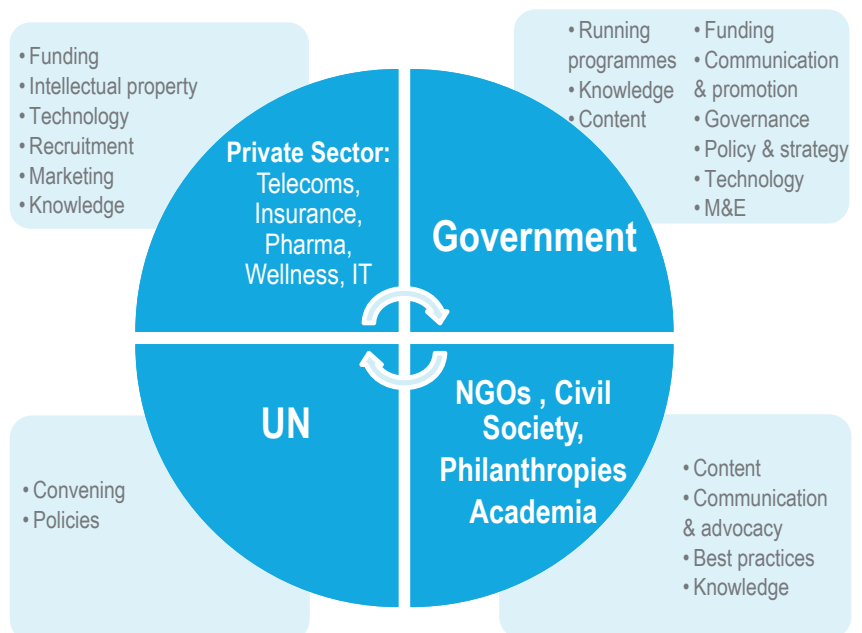 • Funding
• Intellectual property
• Technology
• Recruitment
• Marketing
• Knowledge
Private Sector:
Telecoms,
Insurance,
Pharma,
Wellness, IT
• Running
programmes
• Knowledge
• Content
• Funding
• Communication
& promotion
• Governance
• Policy & strategy
• Technology
• M&E
Government
UN
• Convening
• Policies
NGOs , Civil
Society,
Philanthropies
Academia
• Content
• Communication
& advocacy
• Best practices
• Knowledge